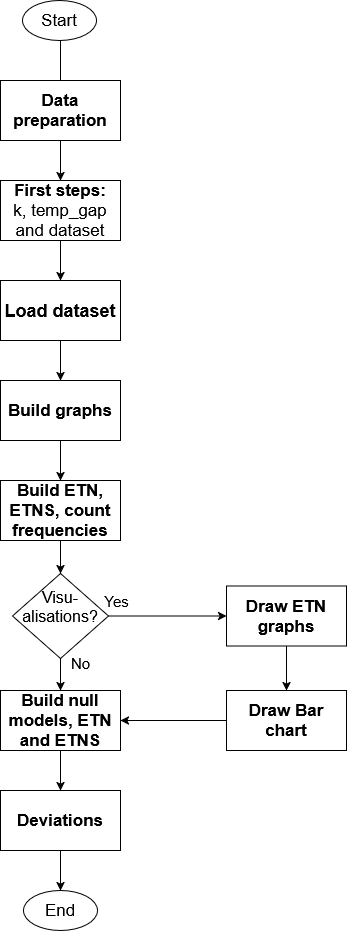 Start
Data
preparation
First steps:
k, temp_gap
and dataset
Load dataset
Build graphs
Build ETN,
ETNS, count
frequencies
Visu-
alisations?
Yes
Draw ETN
graphs
No
Build null
models, ETN
and ETNS
Draw Bar
chart
Deviations
End